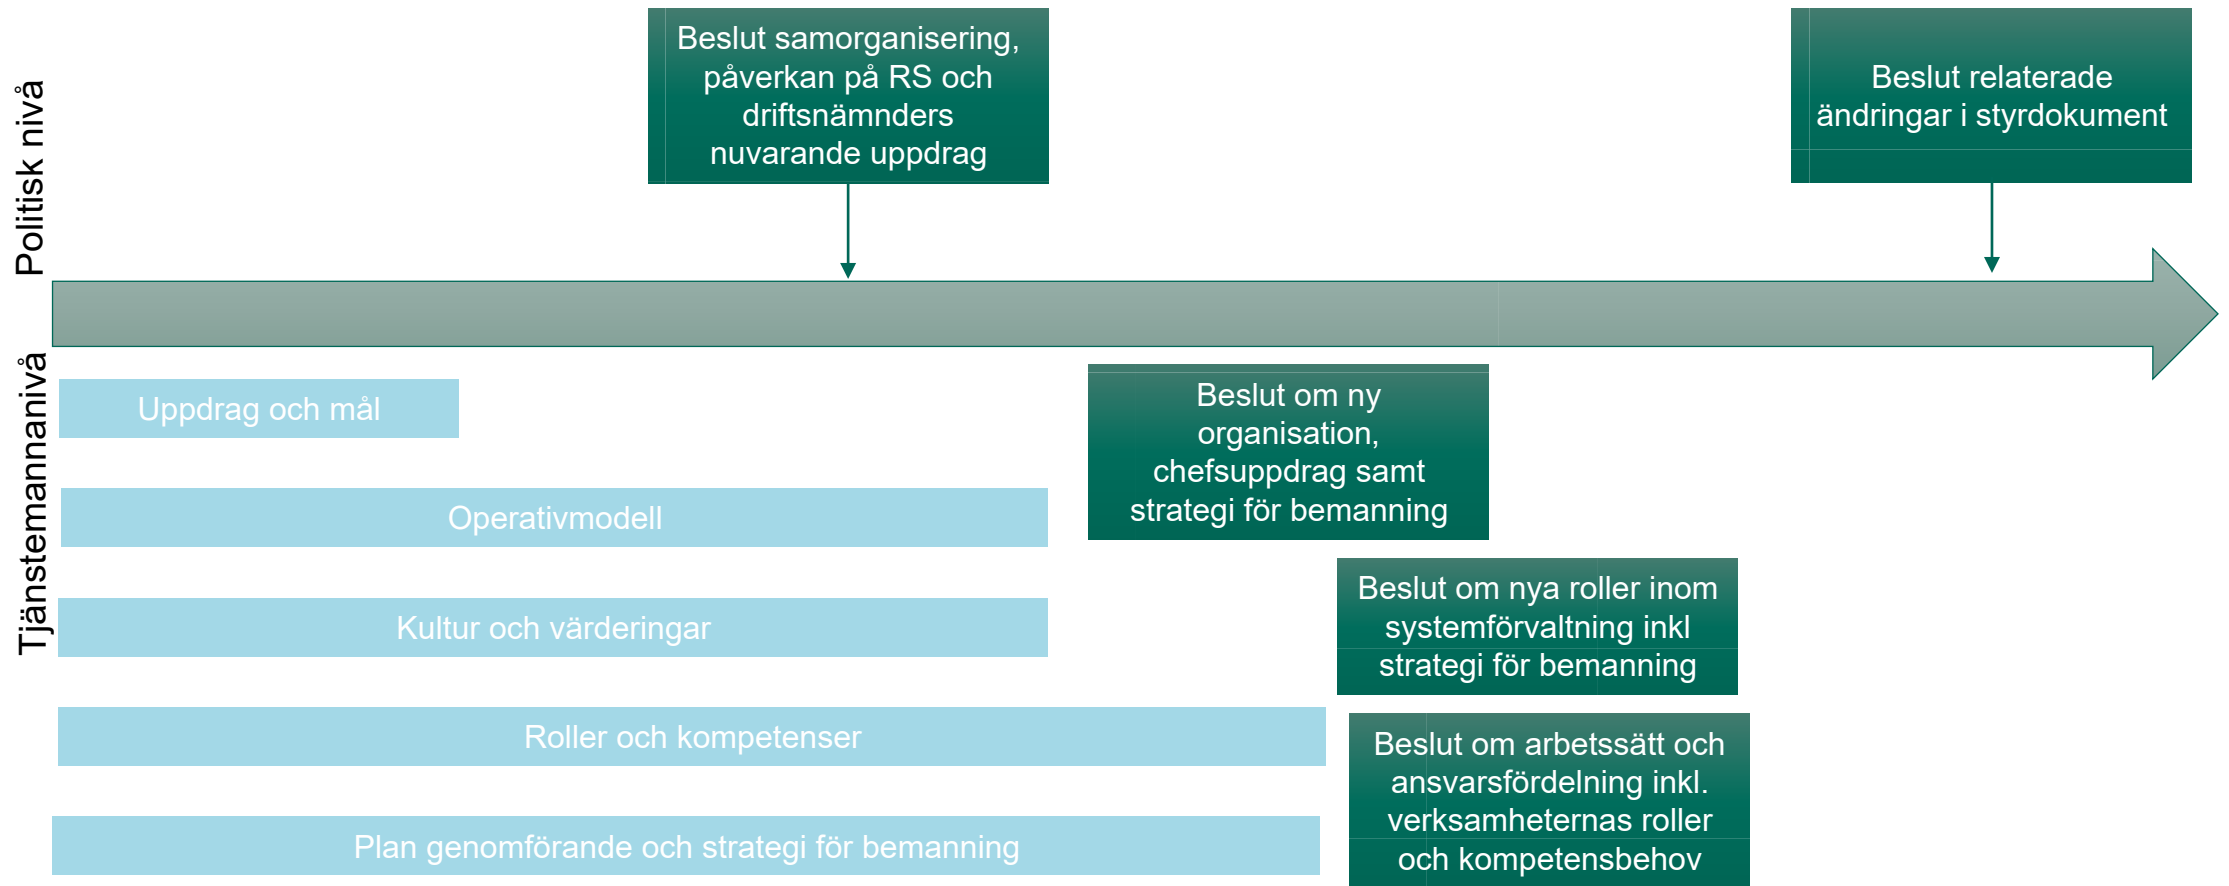 Politisk nivå
Beslut samorganisering,
påverkan på RS och
driftsnämnders
nuvarande uppdrag
Beslut relaterade
ändringar i styrdokument
Tjänstemannanivå
Uppdrag och mål
Operativmodell
Kultur och värderingar
Roller och kompetenser
Plan genomförande och strategi för bemanning
Beslut om ny
organisation,
chefsuppdrag samt
strategi för bemanning
Beslut om nya roller inom
systemförvaltning inkl
strategi för bemanning
Beslut om arbetssätt och
ansvarsfördelning inkl.
verksamheternas roller
och kompetensbehov